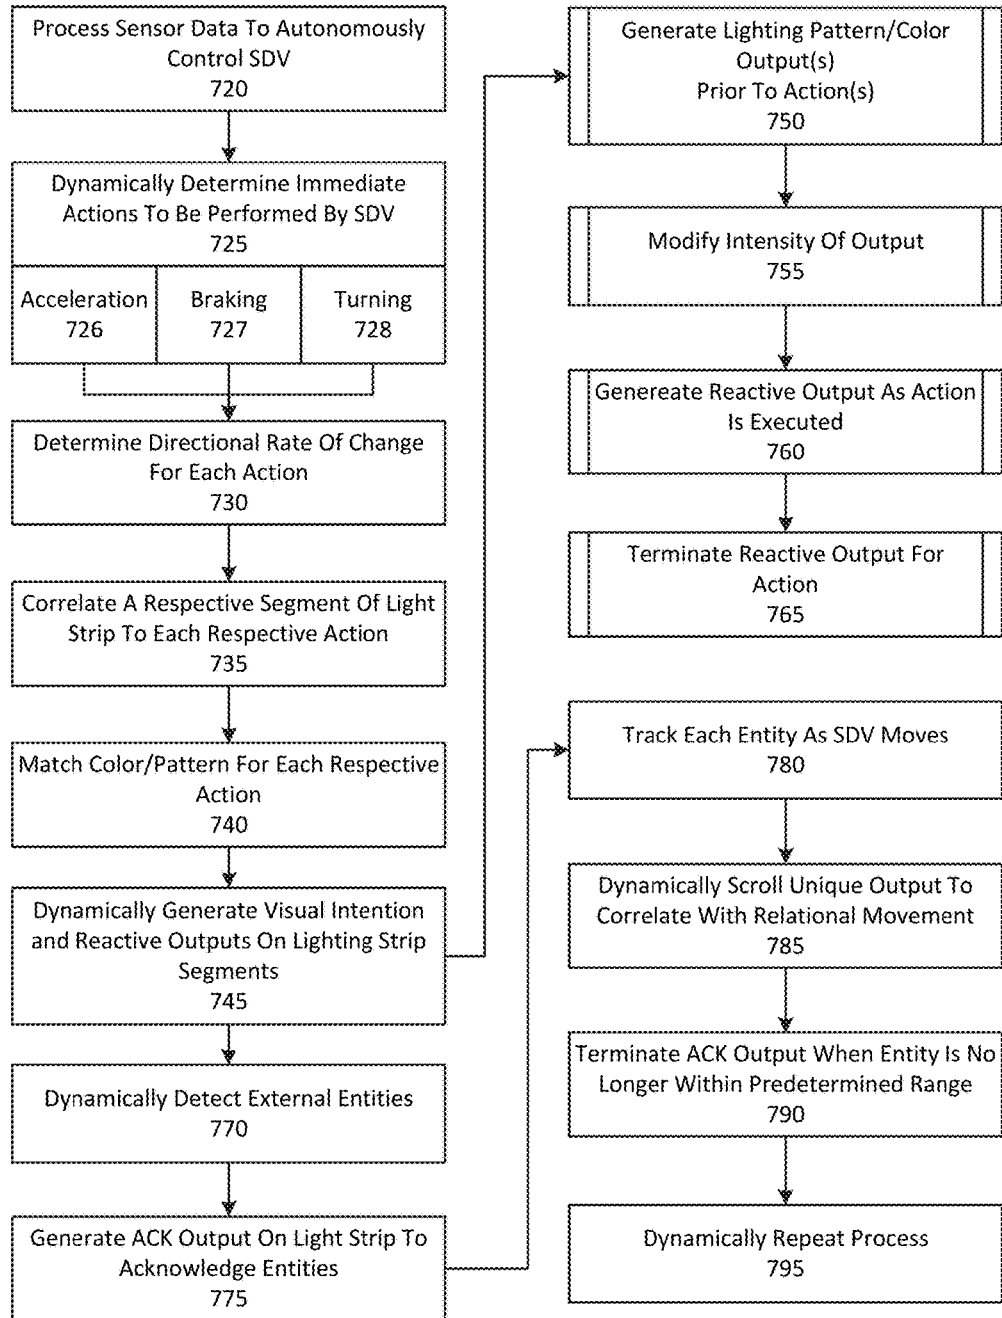 Process Sensor Data To Autonomously
Control SDV
720
Dynamically Determine Immediate
Actions To Be Performed By SDV
725
Acceleration
726
Braking
727
Turning
728
Determine Directional Rate Of Change
For Each Action
730
Correlate A Respective Segment Of Light
Strip To Each Respective Action
735
Match Color/Pattern For Each Respective
Action
740
Dynamically Generate Visual Intention
and Reactive Outputs On Lighting Strip
Segments
745
Dynamically Detect External Entities
770
Generate ACK Output On Light Strip To
Acknowledge Entities
775
Generate Lighting Pattern/Color
Output(s)
Prior To Action(s)
750
Modify Intensity Of Output
755
Genereate Reactive Output As Action
Is Executed
760
Terminate Reactive Output For
Action
765
Track Each Entity As SDV Moves
780
Dynamically Scroll Unique Output To
Correlate With Relational Movement
785
Terminate ACK Output When Entity Is No
Longer Within Predetermined Range
790
Dynamically Repeat Process
795